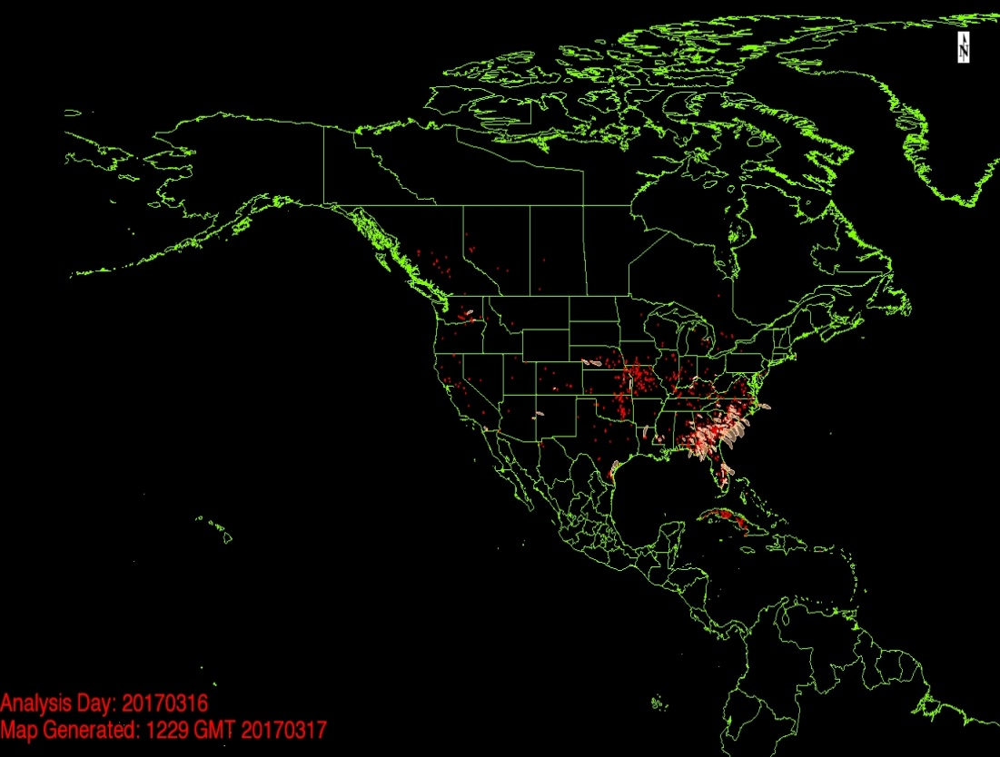 N
Analysis Day: 20170316
Map Generated: 1229 GMT 20170317